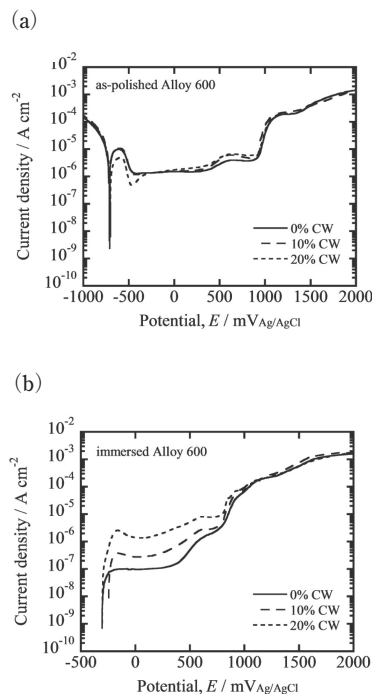 (a)
10-2
10-3
10-4
10-5
10-6
10-7
10-8
10-9
10-10
Current density / A cm-2
as-polished Alloy 600
0% CW
10% CW
20% CW
-1000 -500 0 500 1000 1500 2000
Potential, E / mVAg/AgCl
(b)
10-2
10-3
10-4
10-5
10-6
10-7
10-8
10-9
10-10
Current density / A cm-2
immersed Alloy 600
0% CW
10% CW
20% CW
-500 0 500 1000 1500 2000
Potential, E / mVAg/AgCl